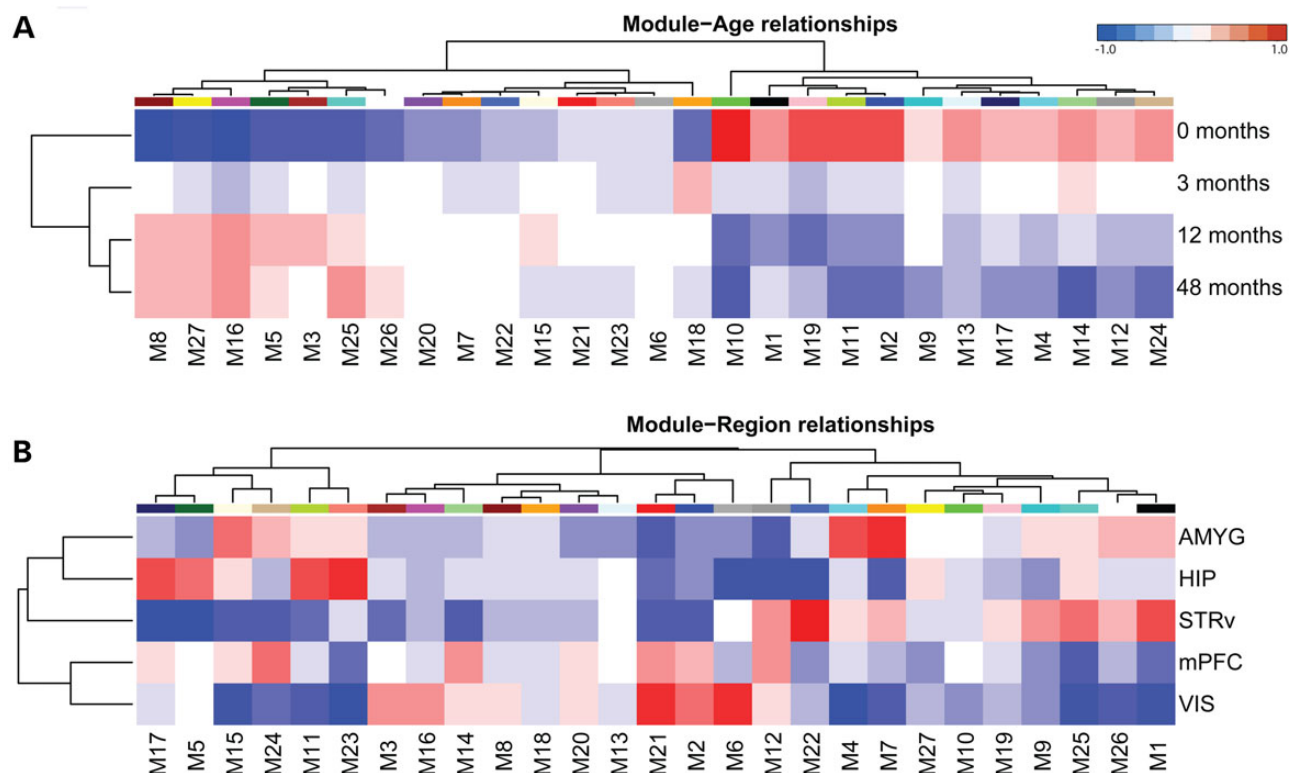 A
Module−Age relationships
-1.0 1.0
0 months
3 months
12 months
48 months
M8 M27 M16 M5 M3 M25 M26 M20 M7 M22 M15 M21 M23 M6 M18 M10 M1 M19 M11 M2 M9 M13 M17 M4 M14 M12 M24
B
Module−Region relationships
AMYG
HIP
STRv
mPFC
VIS
M17 M5 M15 M24 M11 M23 M3 M16 M14 M8 M18 M20 M13 M21 M2 M6 M12 M22 M4 M7 M27 M10 M19 M9 M25 M26 M1